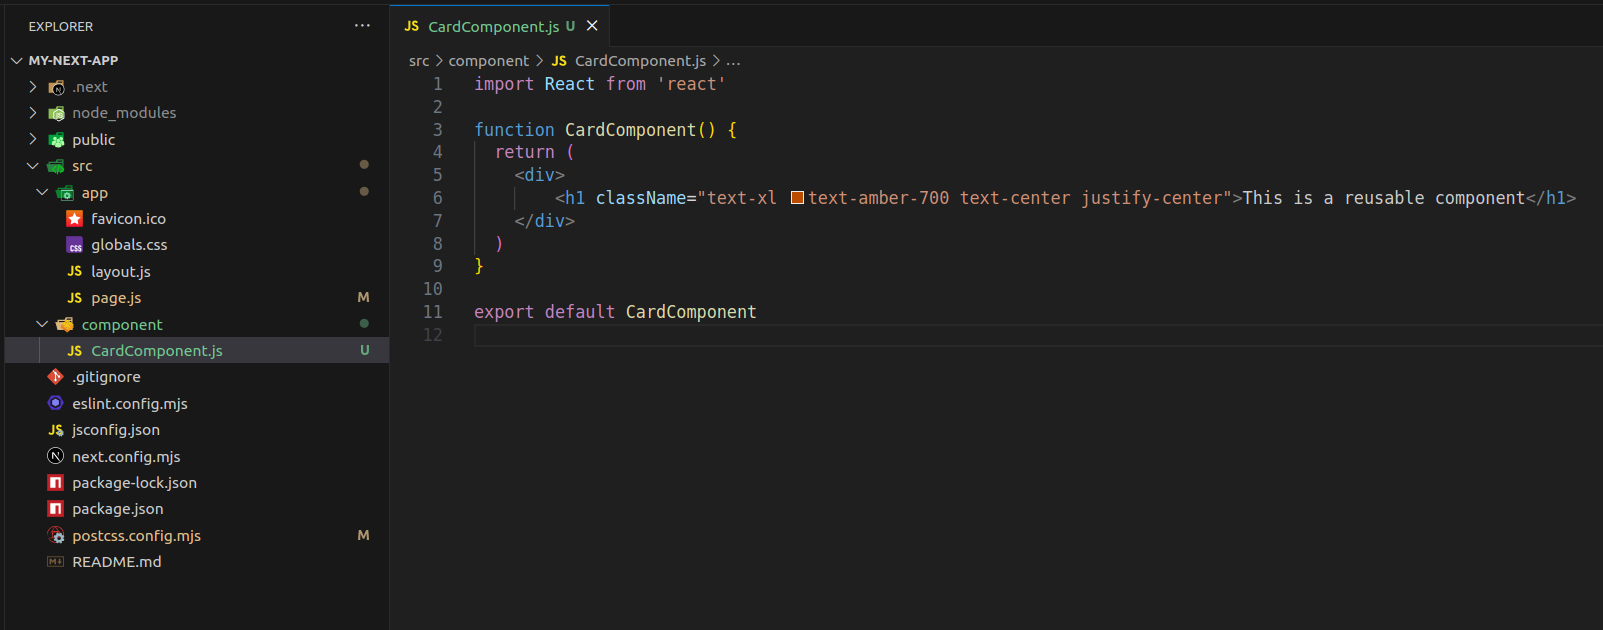 EXPLORER
...
MY-NEXT-APP
.next
node_modules
public
src
app
favicon.ico
globals.css
layout.js
page.js M
component
CardComponent.js U
.gitignore
eslint.config.mjs
jsconfig.json
next.config.mjs
package-lock.json
package.json
postcss.config.mjs M
README.md
JS CardComponent.js U
src > component > JS CardComponent.js > ...
1 import React from 'react'
2
3 function CardComponent() {
4 return (
5 <div>
6 <h1 className="text-xl text-amber-700 text-center justify-center">This is a reusable component</h1>
7 </div>
8 )
9 }
10
11 export default CardComponent
12